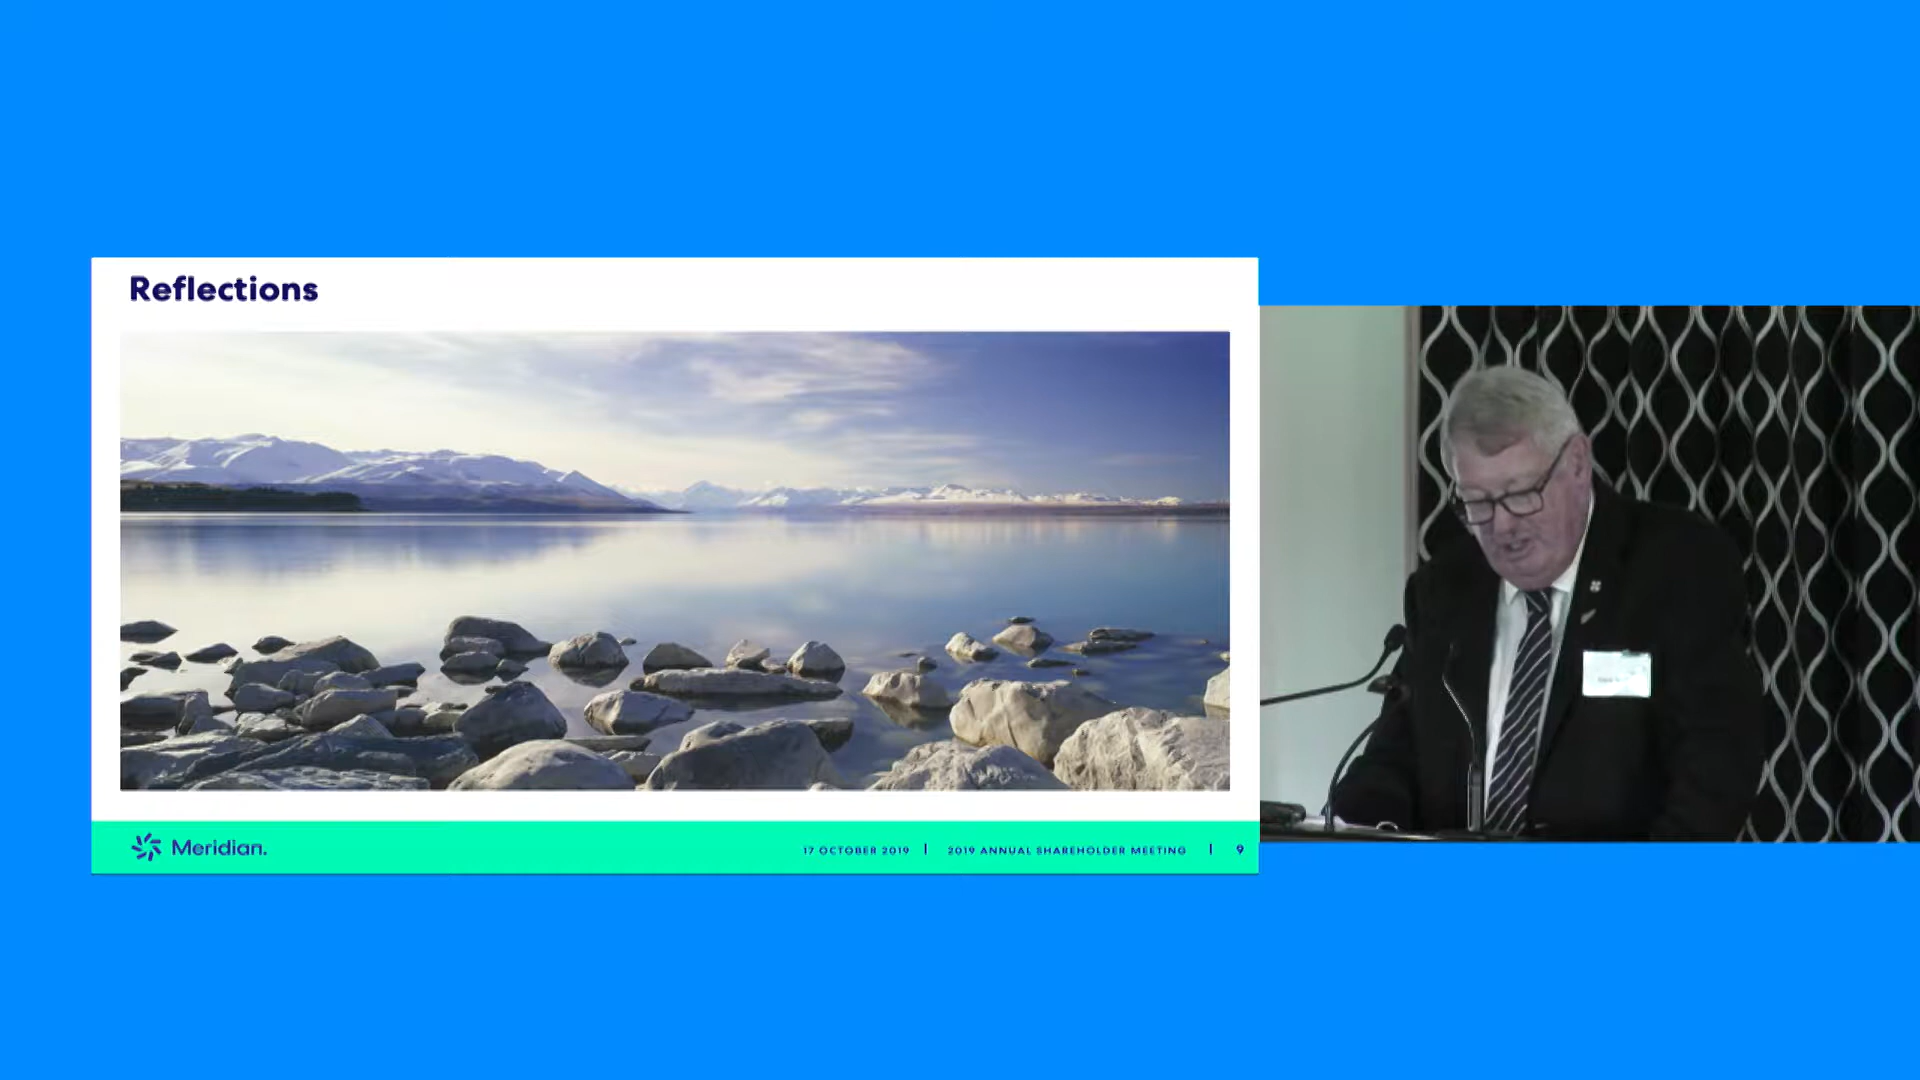 Reflections
Meridian.
17 OCTOBER 2019 | 2019 ANNUAL SHAREHOLDER MEETING | 9